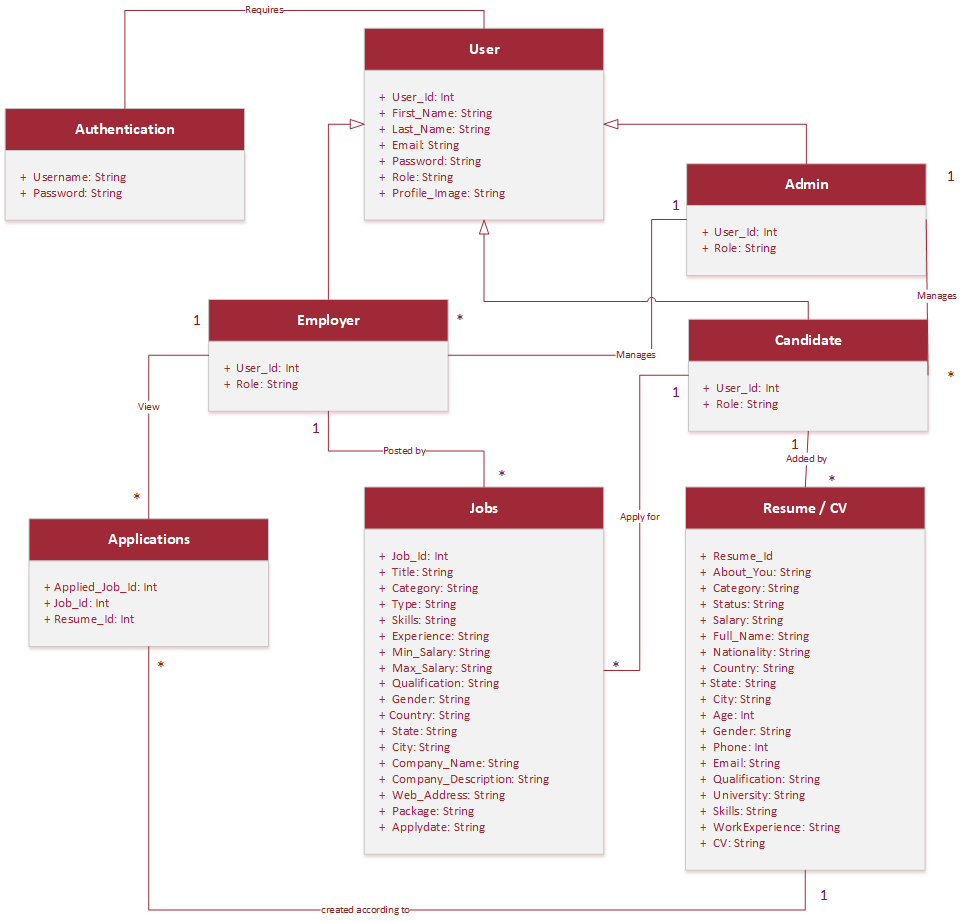 Requires
User
+ User_Id: Int
+ First_Name: String
+ Last_Name: String
+ Email: String
+ Password: String
+ Role: String
+ Profile_Image: String
Authentication
+ Username: String
+ Password: String
Admin
+ User_Id: Int
+ Role: String
1
1
Manages
*
Employer
+ User_Id: Int
+ Role: String
1
*
Manages
Candidate
+ User_Id: Int
+ Role: String
1
View
*
1
Posted by
*
1
Added by
*
Apply for
*
Applications
+ Applied_Job_Id: Int
+ Job_Id: Int
+ Resume_Id: Int
*
Jobs
+ Job_Id: Int
+ Title: String
+ Category: String
+ Type: String
+ Skills: String
+ Experience: String
+ Min_Salary: String
+ Max_Salary: String
+ Qualification: String
+ Gender: String
+ Country: String
+ State: String
+ City: String
+ Company_Name: String
+ Company_Description: String
+ Web_Address: String
+ Package: String
+ Applydate: String
Resume / CV
+ Resume_Id
+ About_You: String
+ Category: String
+ Status: String
+ Salary: String
+ Full_Name: String
+ Nationality: String
+ Country: String
+ State: String
+ City: String
+ Age: Int
+ Gender: String
+ Phone: Int
+ Email: String
+ Qualification: String
+ University: String
+ Skills: String
+ WorkExperience: String
+ CV: String
1
created according to